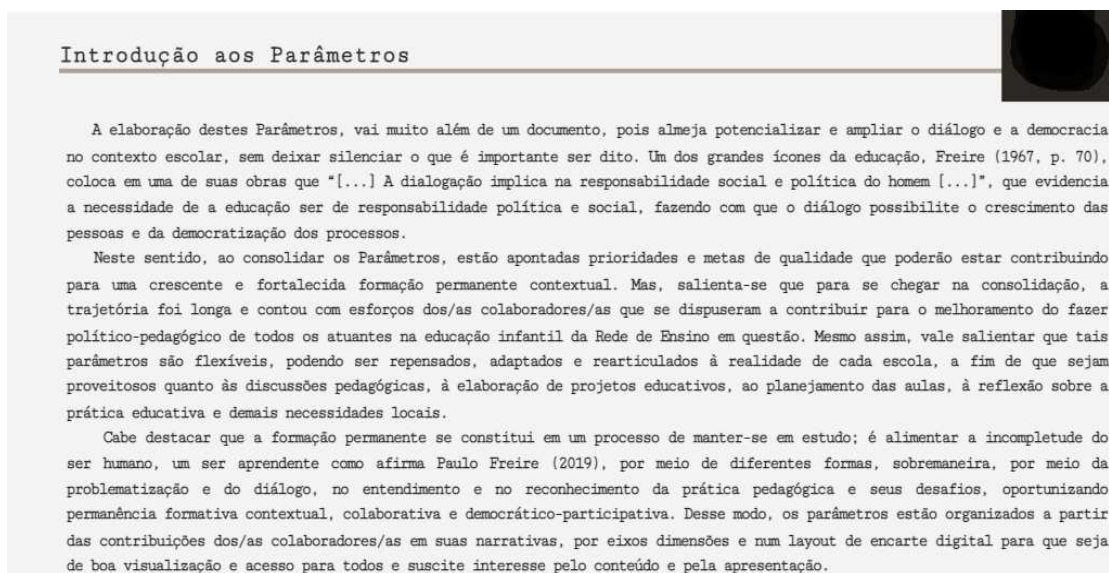 Introdução aos Parâmetros
A elaboração destes Parâmetros, vai muito além de um documento, pois almeja potencializar e ampliar o diálogo e a democracia
no contexto escolar, sem deixar silenciar o que é importante ser dito. Um dos grandes ícones da educação, Freire (1967, p. 70),
coloca em uma de suas obras que “[...] A dialogação implica na responsabilidade social e política do homem [...]”, que evidencia
a necessidade de a educação ser de responsabilidade política e social, fazendo com que o diálogo possibilite o crescimento das
pessoas e da democratização dos processos.
Neste sentido, ao consolidar os Parâmetros, estão apontadas prioridades e metas de qualidade que poderão estar contribuindo
para uma crescente e fortalecida formação permanente contextual. Mas, salienta-se que para se chegar na consolidação, a
trajetória foi longa e contou com esforços dos/as colaboradores/as que se dispuseram a contribuir para o melhoramento do fazer
político-pedagógico de todos os atuantes na educação infantil da Rede de Ensino em questão. Mesmo assim, vale salientar que tais
parâmetros são flexíveis, podendo ser repensados, adaptados e rearticulados à realidade de cada escola, a fim de que sejam
proveitosos quanto às discussões pedagógicas, à elaboração de projetos educativos, ao planejamento das aulas, à reflexão sobre a
prática educativa e demais necessidades locais.
Cabe destacar que a formação permanente se constitui em um processo de manter-se em estudo; é alimentar a incompletude do
ser humano, um ser aprendente como afirma Paulo Freire (2019), por meio de diferentes formas, sobremaneira, por meio da
problematização e do diálogo, no entendimento e no reconhecimento da prática pedagógica e seus desafios, oportunizando
permanência formativa contextual, colaborativa e democrático-participativa. Desse modo, os parâmetros estão organizados a partir
das contribuições dos/as colaboradores/as em suas narrativas, por eixos dimensões e num layout de encarte digital para que seja
de boa visualização e acesso para todos e suscite interesse pelo conteúdo e pela apresentação.